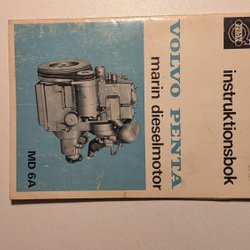 instruktionsbok
VOLVO PENTA
marin dieselmotor
MD 6A